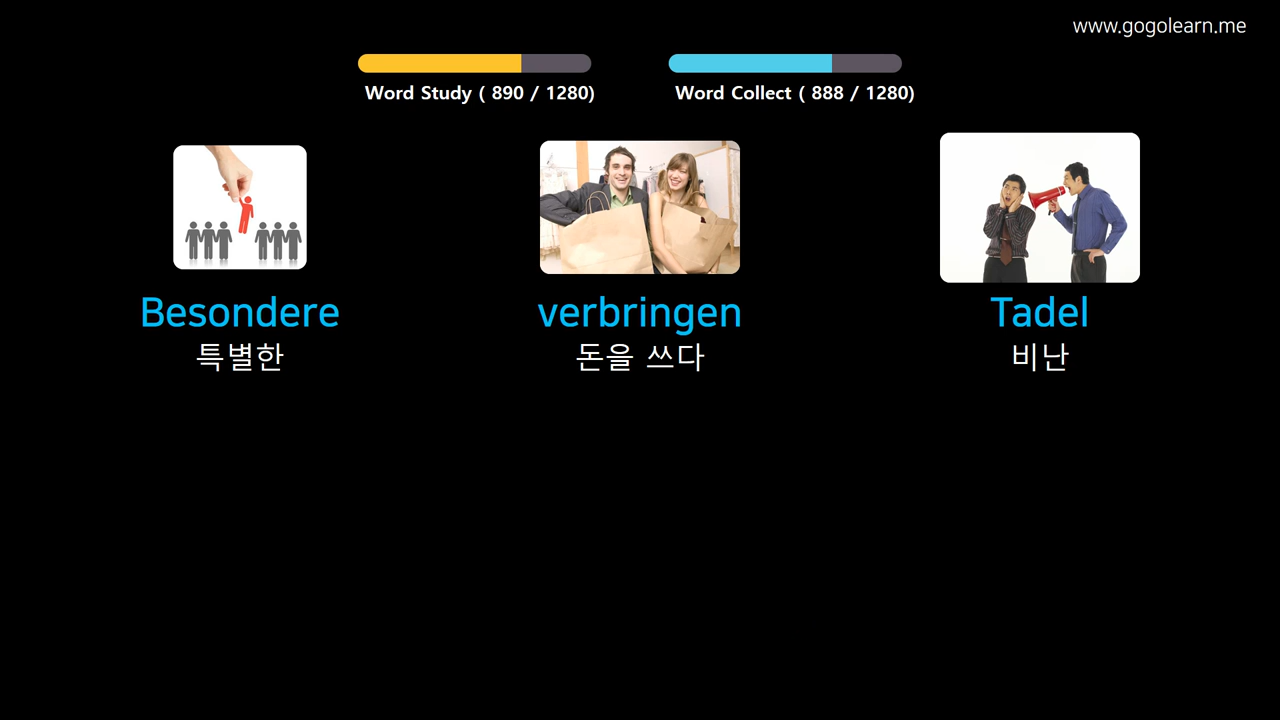 www.gogolearn.me
Word Study ( 890 / 1280)
Word Collect ( 888 / 1280)
Besondere
특별한
verbringen
돈을 쓰다
Tadel
비난